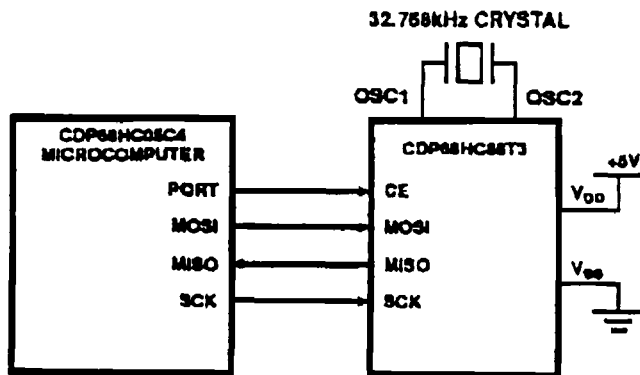 32.768kHz CRYSTAL
OSC1
OSC2
CDP68HC05C4
MICROCOMPUTER
CDP68HC68T3
+5V
PORT
CE
VDD
MOSI
MOSI
MISO
MISO
VSS
SCK
SCK